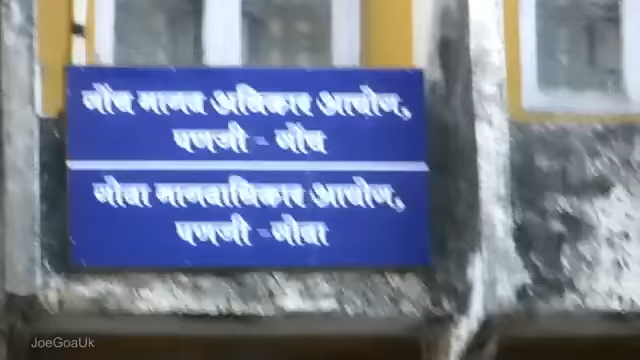 गोंय मानव अधिकार आयोग,
पणजी - गोंय
गोवा मानवाधिकार आयोग,
पणजी -गोवा
JoeGoaUk